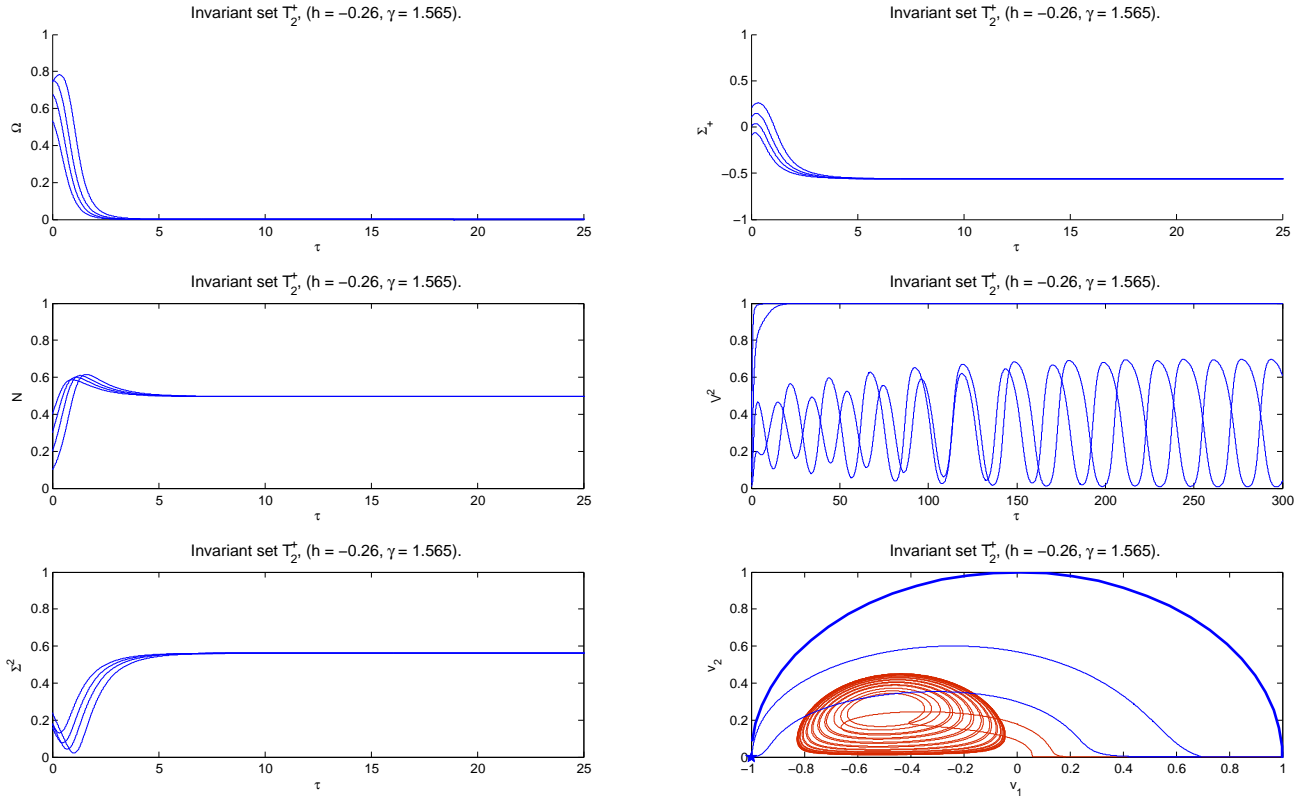 Invariant set T₂⁺, (h = −0.26, γ = 1.565).
1
0.8
0.6
0.4
0.2
0
Ω
0 5 10 15 20 25
τ
Invariant set T₂⁺, (h = −0.26, γ = 1.565).
1
0.5
0
−0.5
−1
Σ₊
0 5 10 15 20 25
τ
Invariant set T₂⁺, (h = −0.26, γ = 1.565).
1
0.8
0.6
0.4
0.2
0
N
0 5 10 15 20 25
τ
Invariant set T₂⁺, (h = −0.26, γ = 1.565).
1
0.8
0.6
0.4
0.2
0
V²
0 50 100 150 200 250 300
τ
Invariant set T₂⁺, (h = −0.26, γ = 1.565).
1
0.8
0.6
0.4
0.2
0
Σ²
0 5 10 15 20 25
τ
Invariant set T₂⁺, (h = −0.26, γ = 1.565).
1
0.8
0.6
0.4
0.2
0
v₂
−1 −0.8 −0.6 −0.4 −0.2 0 0.2 0.4 0.6 0.8 1
v₁